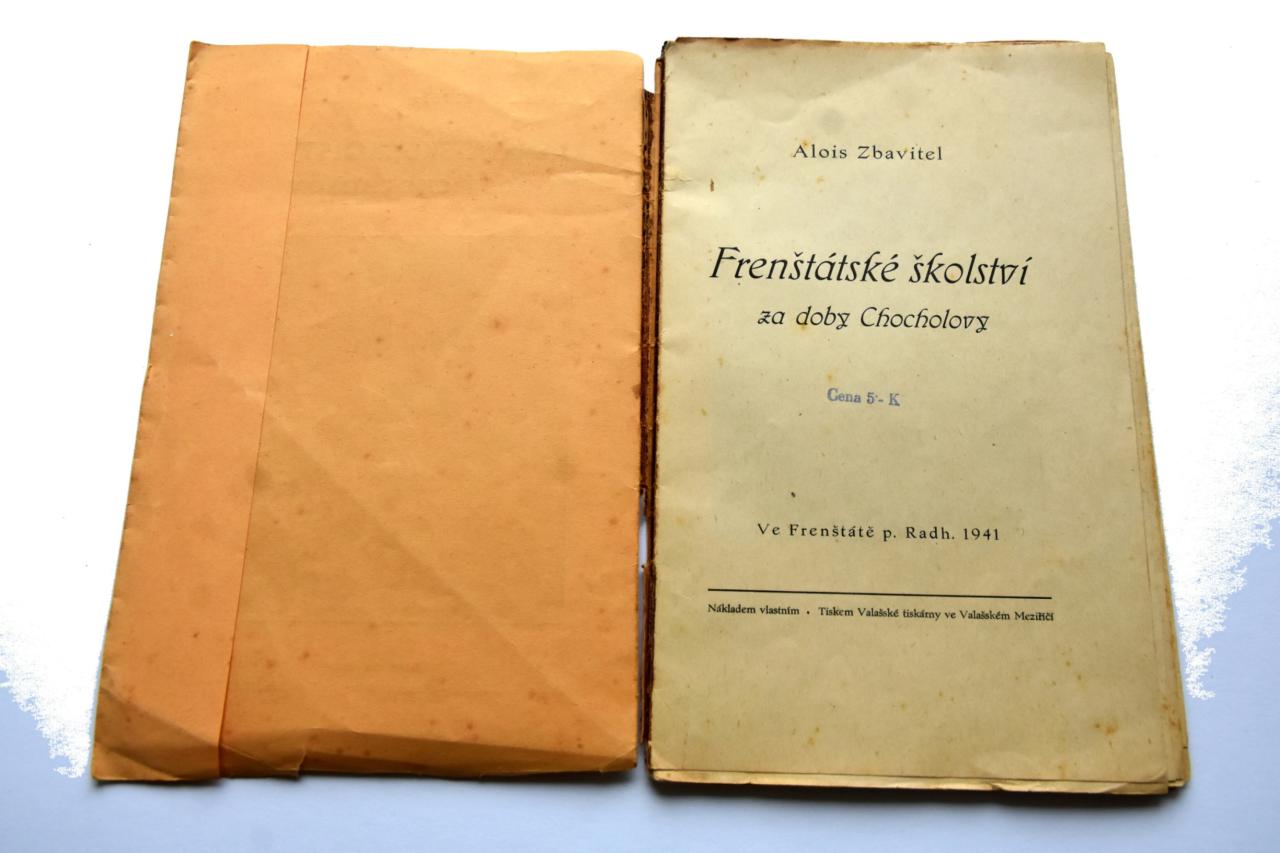 Alois Zbavitel
Frenštátské školství
za doby Chocholovy
Cena 5·- K
Ve Frenštátě p. Radh. 1941
Nákladem vlastním • Tiskem Valašské tiskárny ve Valašském Meziříčí